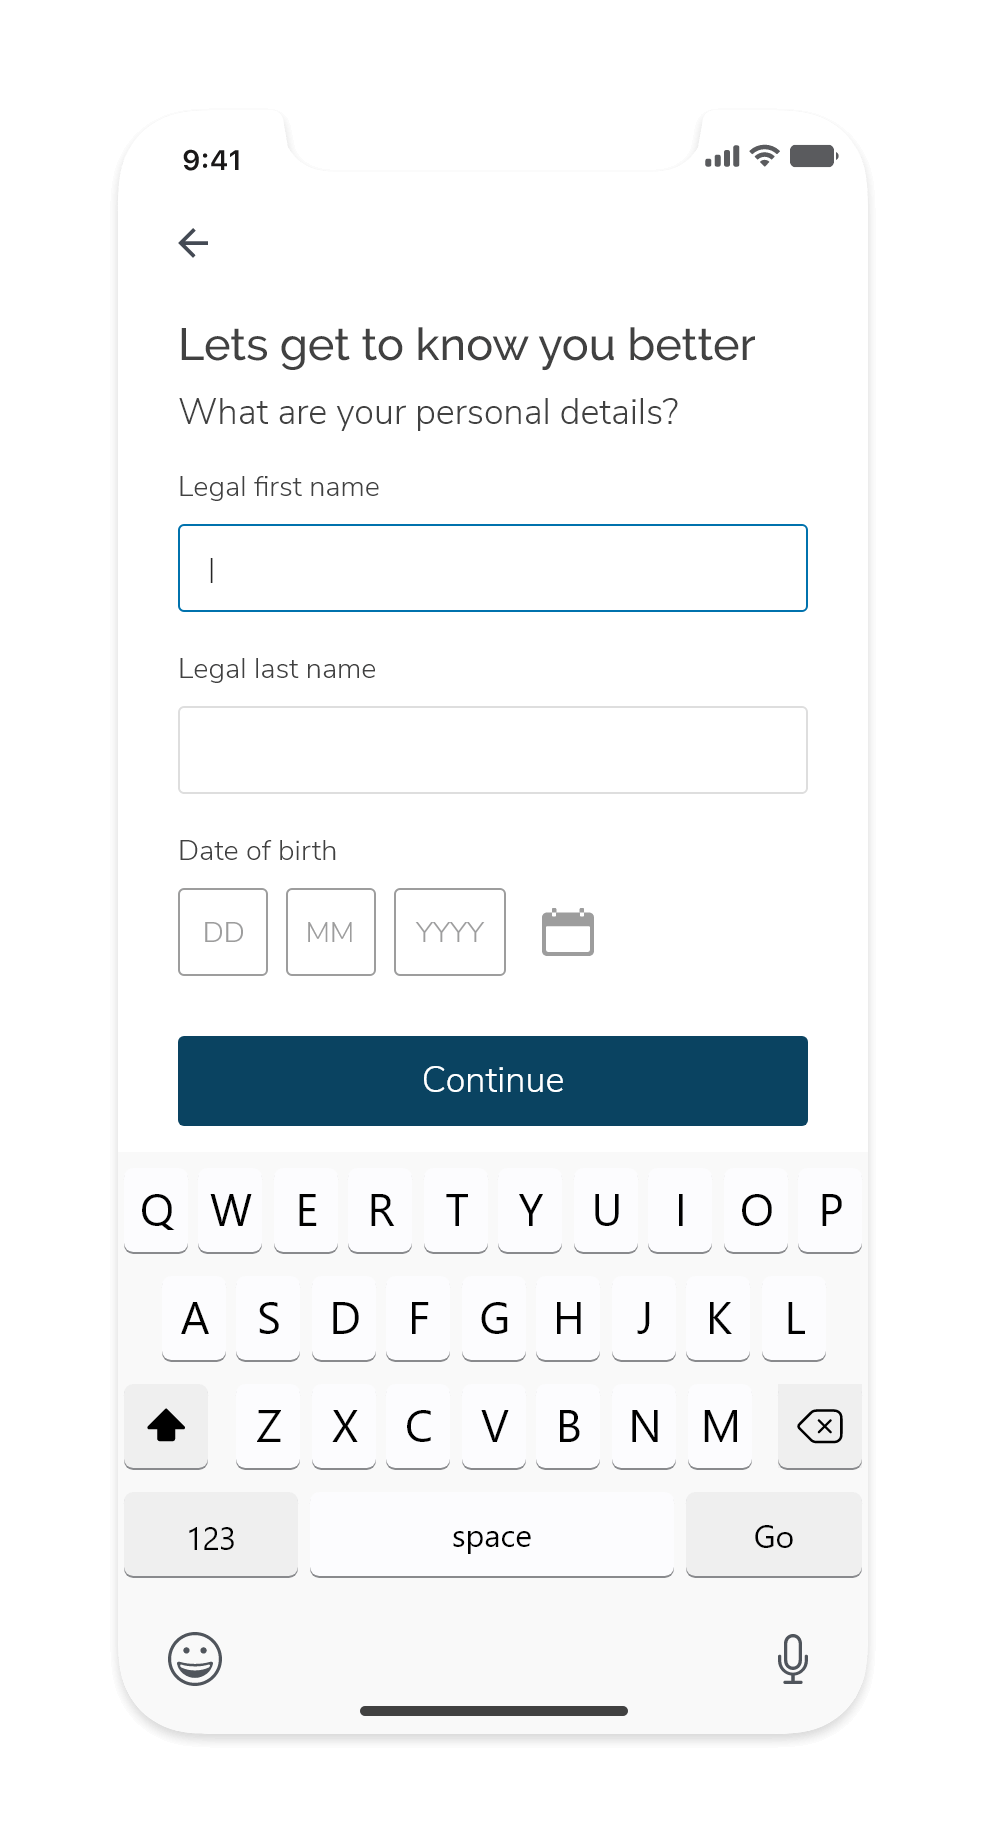 9:41
Lets get to know you better
What are your personal details?
Legal first name
Legal last name
Date of birth
DD MM YYYY
Continue
Q W E R T Y U I O P
A S D F G H J K L
Z X C V B N M
123 space Go